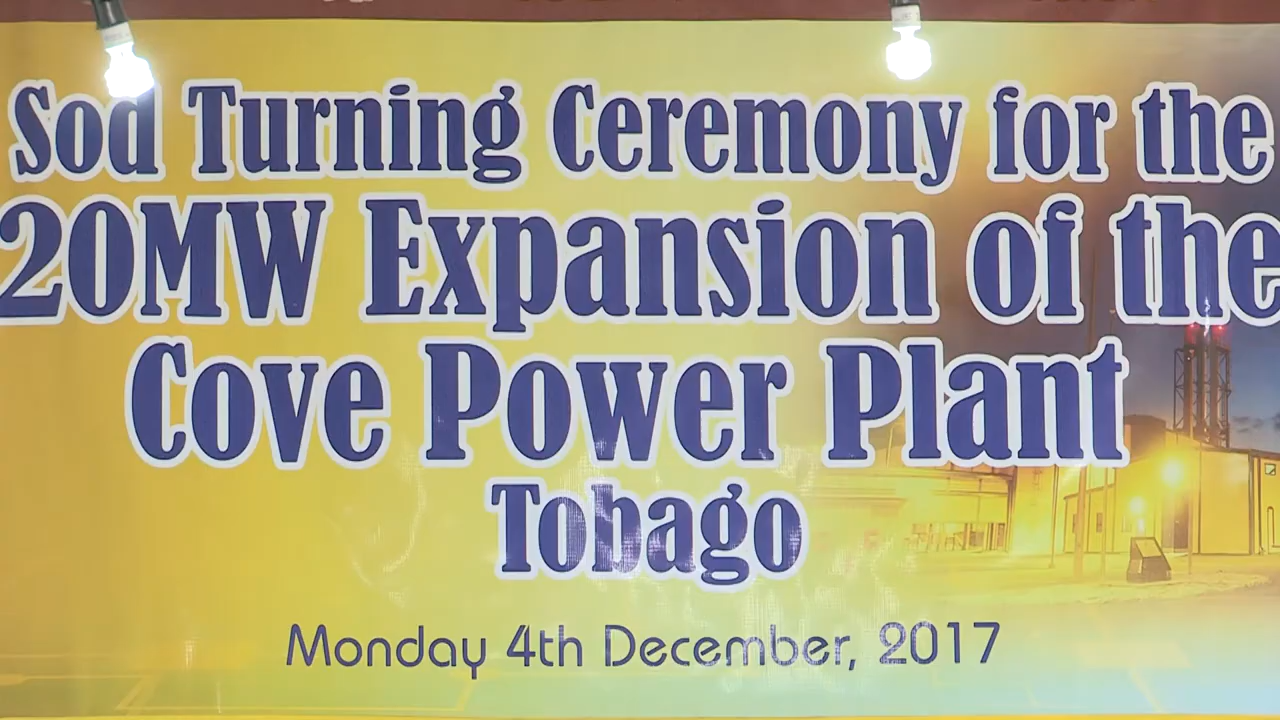 Sod Turning Ceremony for the
20MW Expansion of the
Cove Power Plant
Tobago
Monday 4th December, 2017